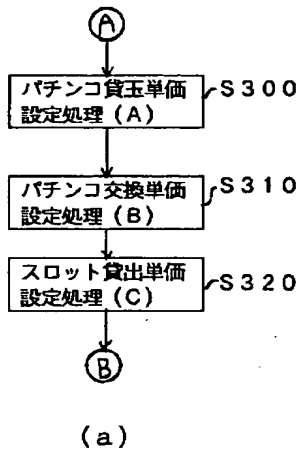 A
パチンコ貸玉単価
設定処理（A）
S300
パチンコ交換単価
設定処理（B）
S310
スロット貸出単価
設定処理（C）
S320
B
(a)